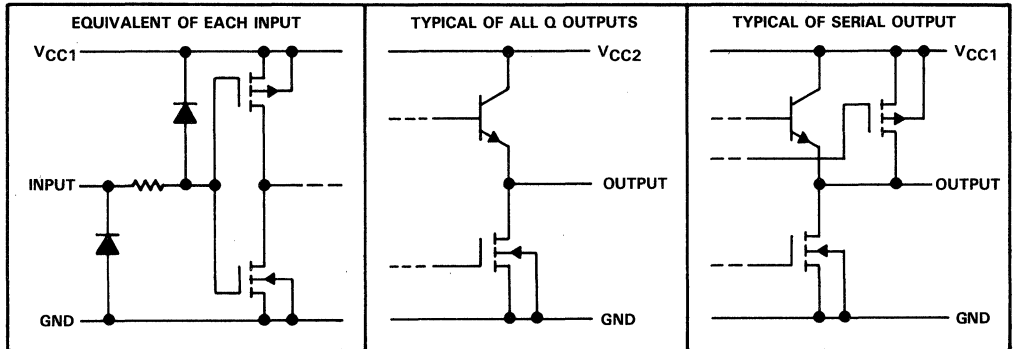 EQUIVALENT OF EACH INPUT
VCC1
INPUT
GND
TYPICAL OF ALL Q OUTPUTS
VCC2
OUTPUT
GND
TYPICAL OF SERIAL OUTPUT
VCC1
OUTPUT
GND